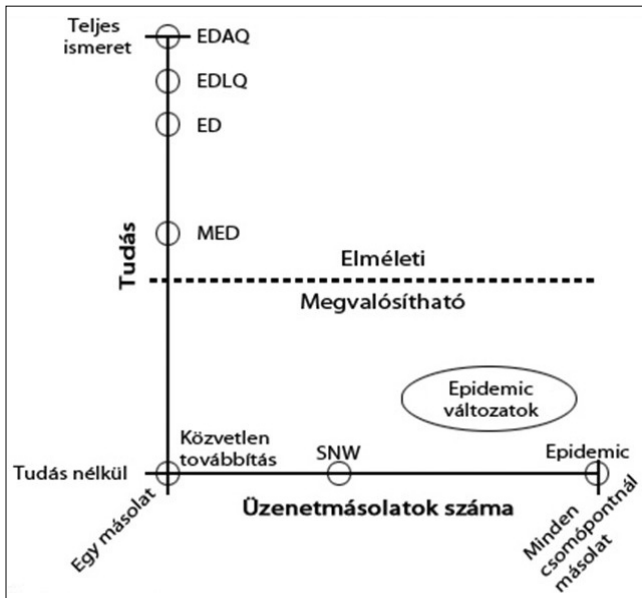 Teljes
ismeret
EDAQ
EDLQ
ED
MED
Tudás
Elméleti
Megvalósítható
Epidemic
változatok
Közvetlen
továbbítás
SNW
Epidemic
Tudás nélkül
Egy másolat
Üzenetmásolatok száma
Minden
csomópontnál
másolat